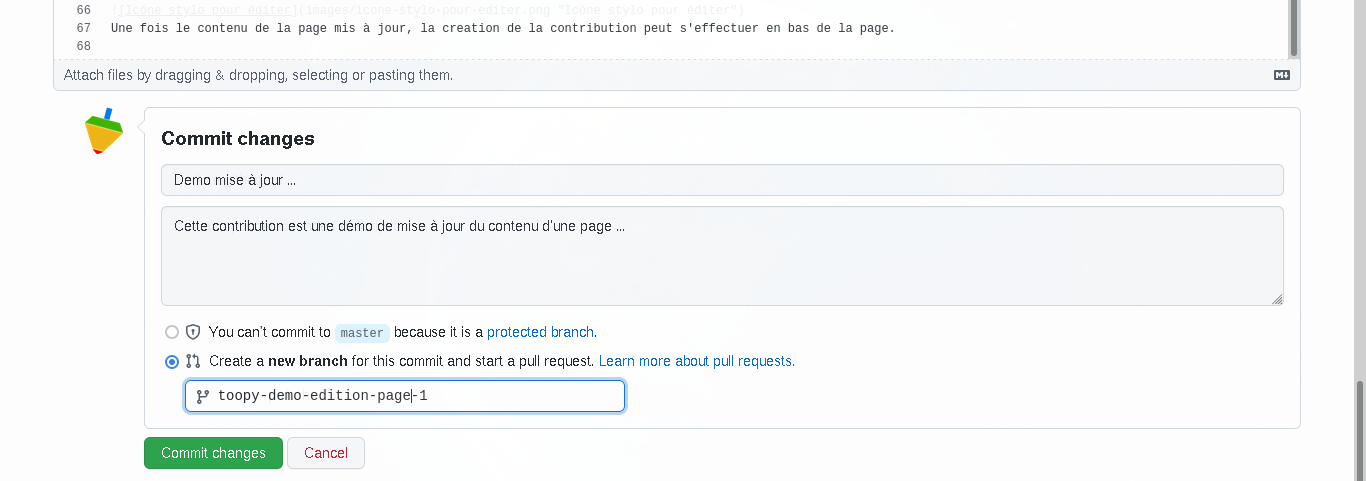 66 ![Icône stylo pour éditer](images/icone-stylo-pour-editer.png "Icône stylo pour éditer")
67 Une fois le contenu de la page mis à jour, la creation de la contribution peut s'effectuer en bas de la page.
68
Attach files by dragging & dropping, selecting or pasting them.
Commit changes
Demo mise à jour ...
Cette contribution est une démo de mise à jour du contenu d'une page ...
You can't commit to master because it is a protected branch.
Create a new branch for this commit and start a pull request. Learn more about pull requests.
toopy-demo-edition-page-1
Commit changes Cancel